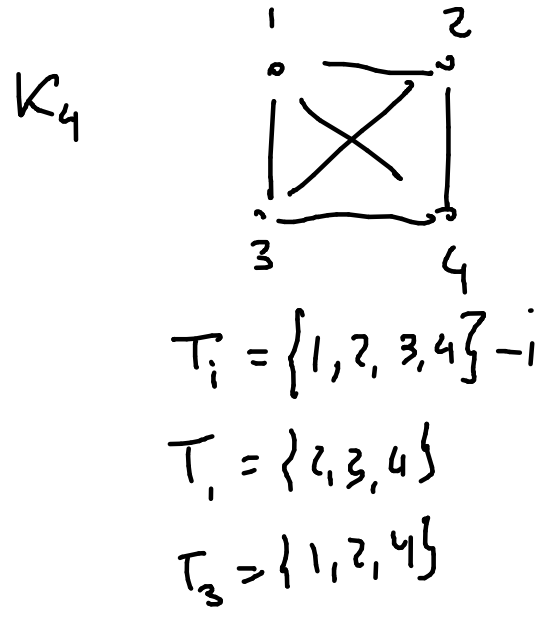 1 2
K₄
3 4
Tᵢ = {1, 2, 3, 4} - i
T₁ = {2, 3, 4}
T₃ = {1, 2, 4}